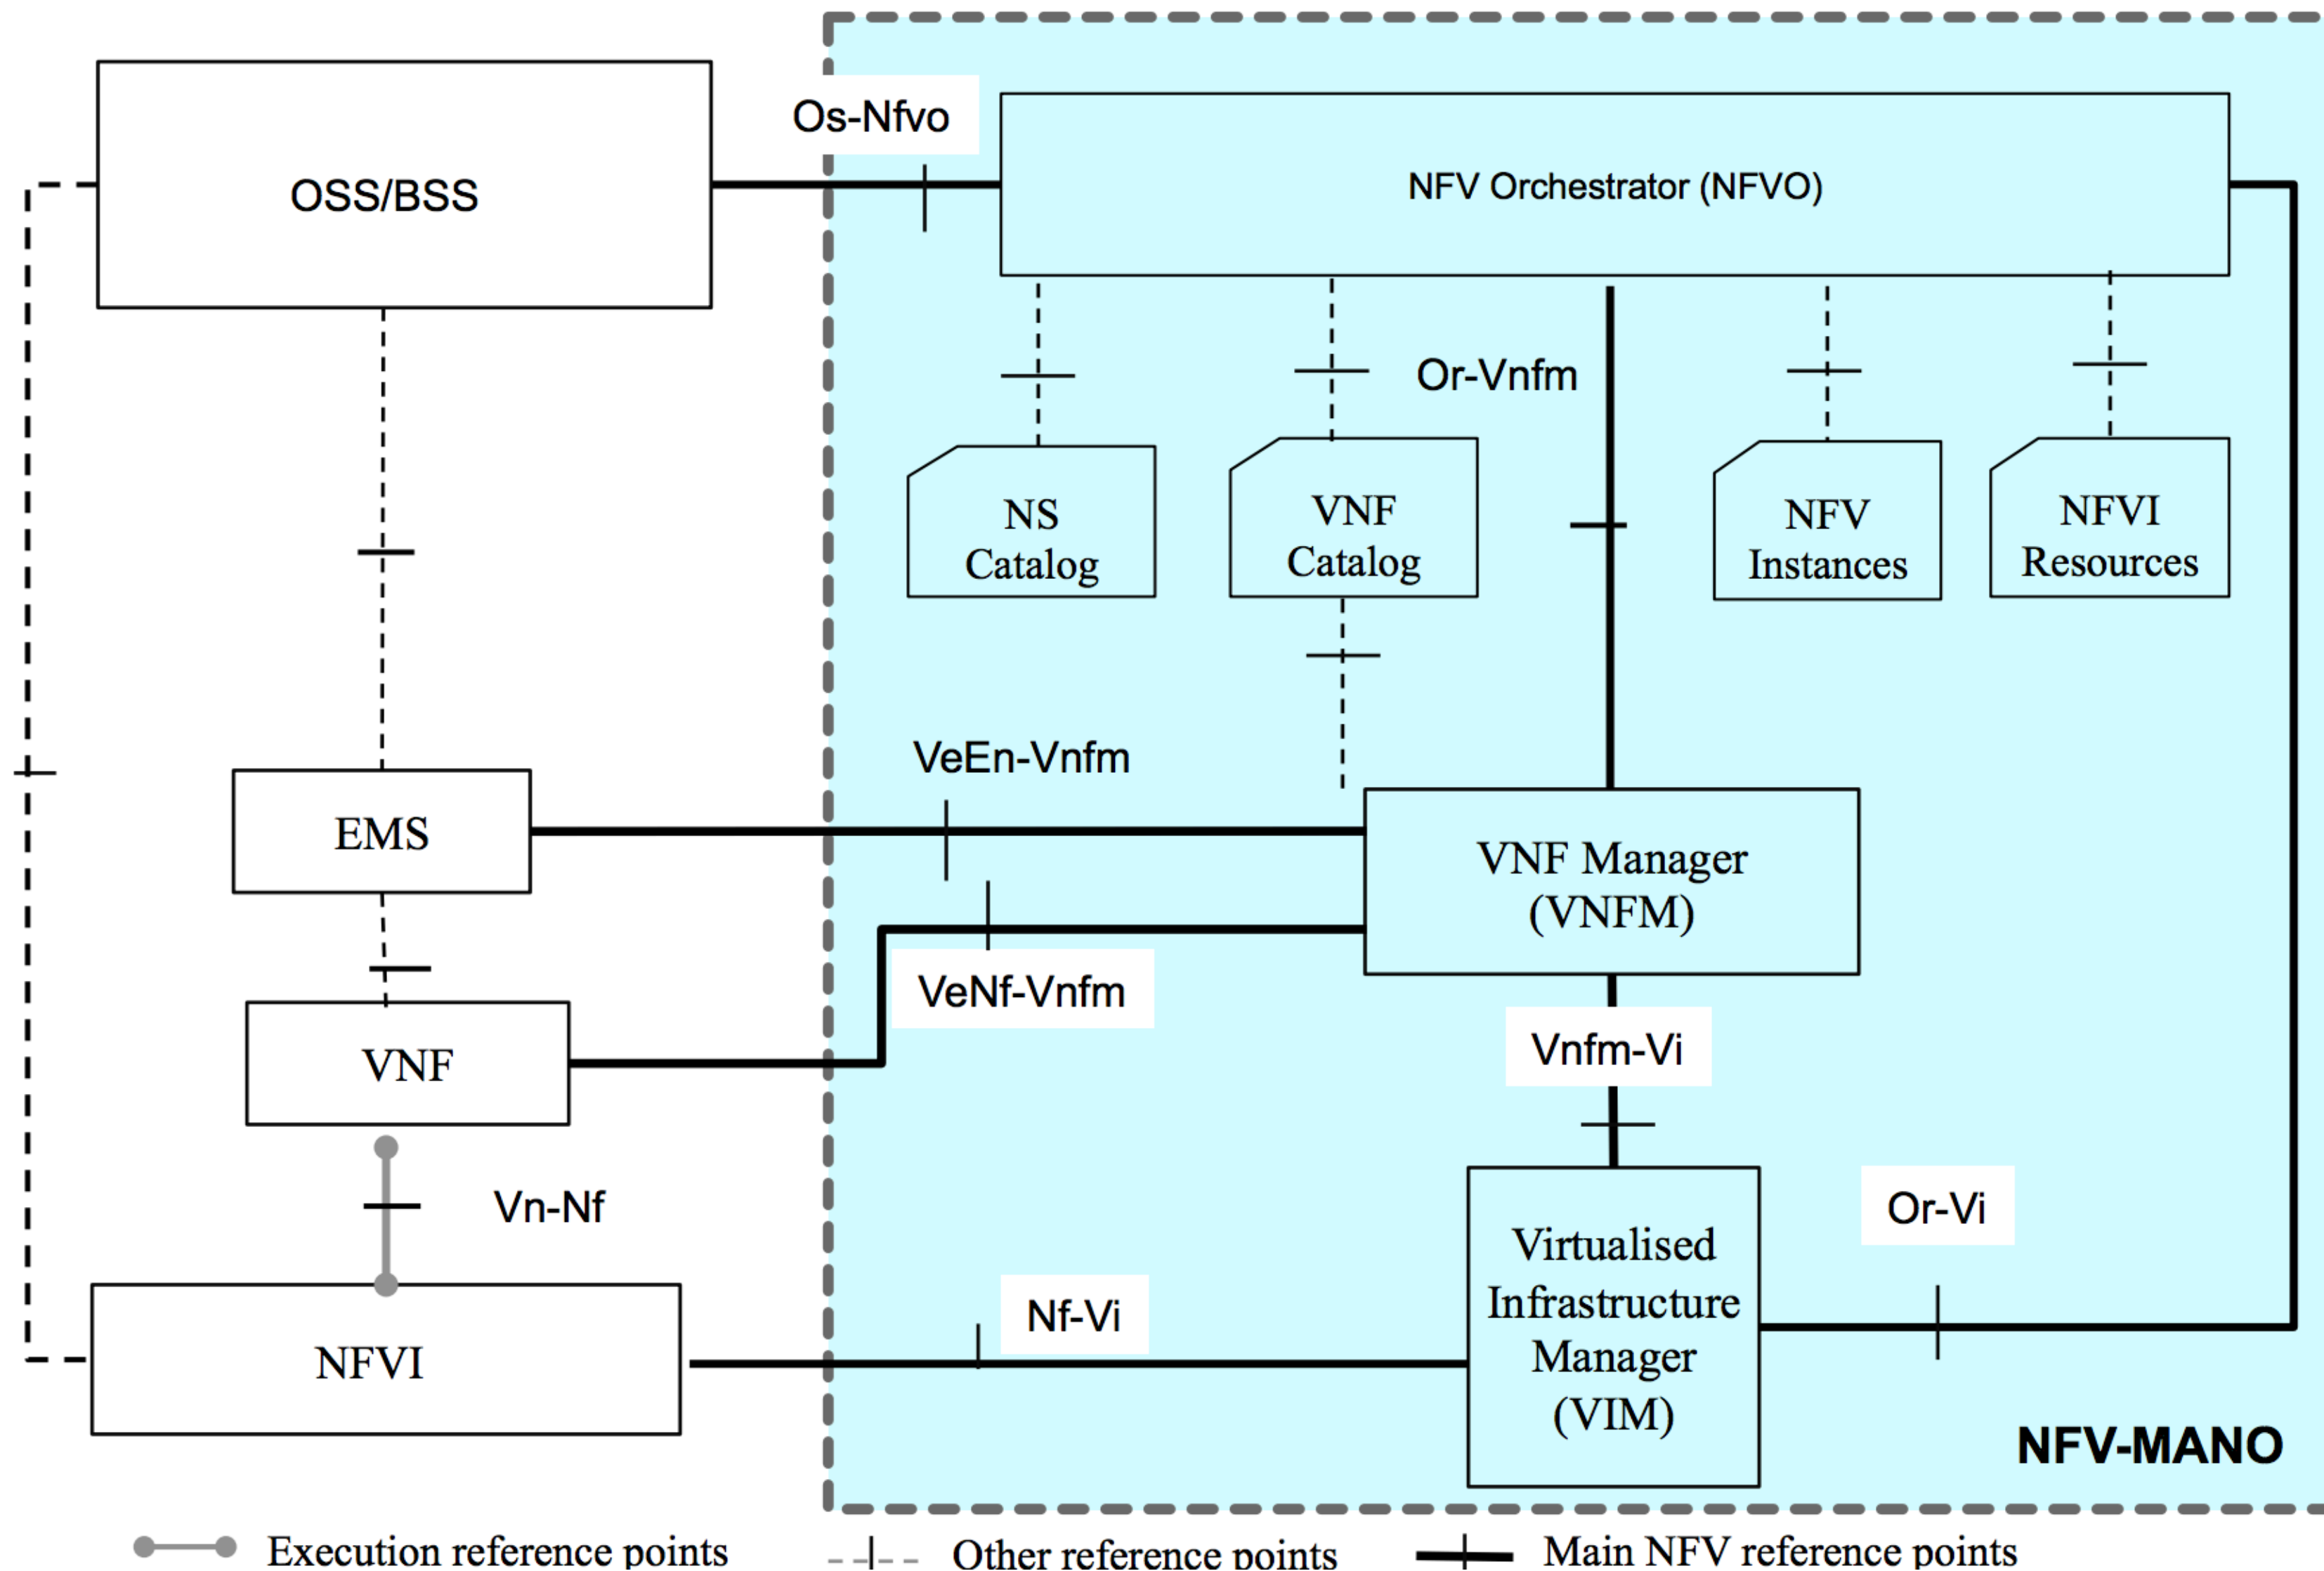 Os-Nfvo
OSS/BSS
NFV Orchestrator (NFVO)
Or-Vnfm
NS
Catalog
VNF
Catalog
NFV
Instances
NFVI
Resources
VeEn-Vnfm
EMS
VNF Manager
(VNFM)
VeNf-Vnfm
VNF
Vnfm-Vi
Vn-Nf
Or-Vi
Nf-Vi
NFVI
Virtualised
Infrastructure
Manager
(VIM)
NFV-MANO
Execution reference points
Other reference points
Main NFV reference points